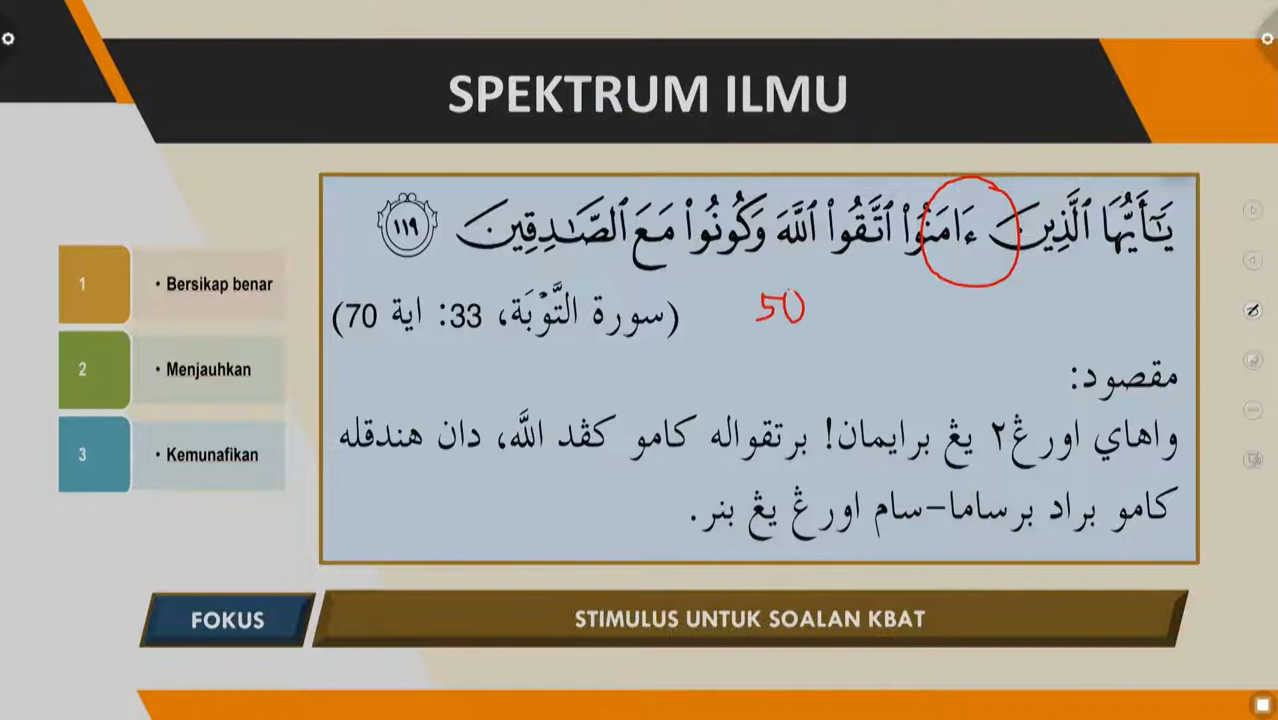 SPEKTRUM ILMU
يَـٰٓأَيُّهَا ٱلَّذِينَ ءَامَنُوا۟ ٱتَّقُوا۟ ٱللَّهَ وَكُونُوا۟ مَعَ ٱلصَّـٰدِقِينَ ١١٩
(سورة التَّوْبَة، 33: اية 70)
50
مقصود:
واهاي اورڠ٢ يڠ برايمان! برتقواله كامو كڤد اللّٰه، دان هندقله
كامو براد برساما-سام اورڠ يڠ بنر.
1
• Bersikap benar
2
• Menjauhkan
3
• Kemunafikan
FOKUS
STIMULUS UNTUK SOALAN KBAT